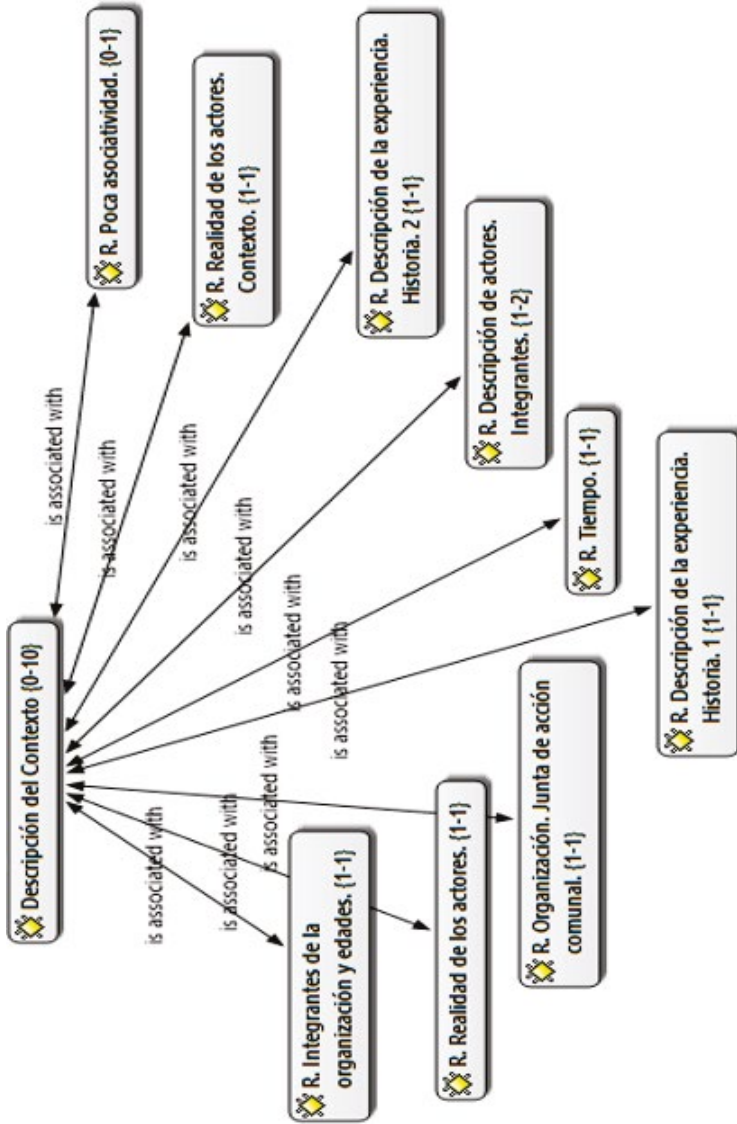 Descripción del Contexto {0-10}
is associated with
is associated with
R. Poca asociatividad. {0-1}
is associated with
is associated with
R. Realidad de los actores.
Contexto. {1-1}
is associated with
is associated with
is associated with
is associated with
R. Integrantes de la
organización y edades. {1-1}
is associated with
R. Descripción de la experiencia.
Historia. 2 {1-1}
R. Realidad de los actores. {1-1}
R. Descripción de actores.
Integrantes. {1-2}
R. Organización. Junta de acción
comunal. {1-1}
R. Tiempo. {1-1}
R. Descripción de la experiencia.
Historia. 1 {1-1}